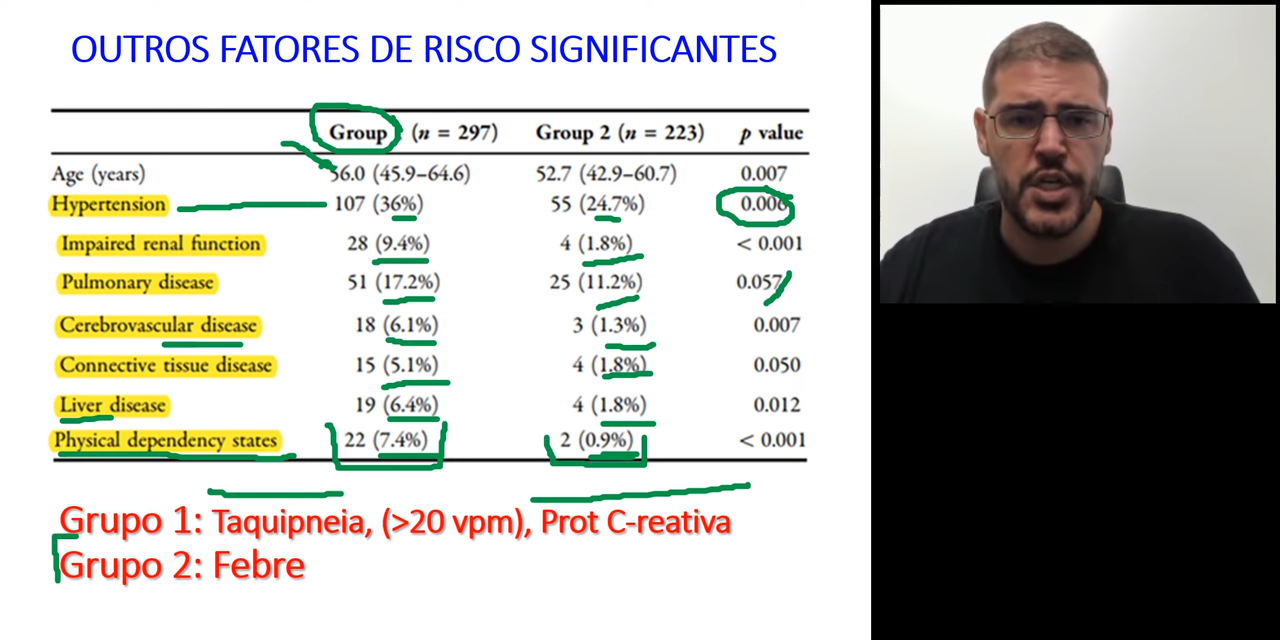 OUTROS FATORES DE RISCO SIGNIFICANTES
Group (n = 297) Group 2 (n = 223) p value
Age (years) 56.0 (45.9–64.6) 52.7 (42.9–60.7) 0.007
Hypertension 107 (36%) 55 (24.7%) 0.006
Impaired renal function 28 (9.4%) 4 (1.8%) < 0.001
Pulmonary disease 51 (17.2%) 25 (11.2%) 0.057
Cerebrovascular disease 18 (6.1%) 3 (1.3%) 0.007
Connective tissue disease 15 (5.1%) 4 (1.8%) 0.050
Liver disease 19 (6.4%) 4 (1.8%) 0.012
Physical dependency states 22 (7.4%) 2 (0.9%) < 0.001
Grupo 1: Taquipneia, (>20 vpm), Prot C-reativa
Grupo 2: Febre